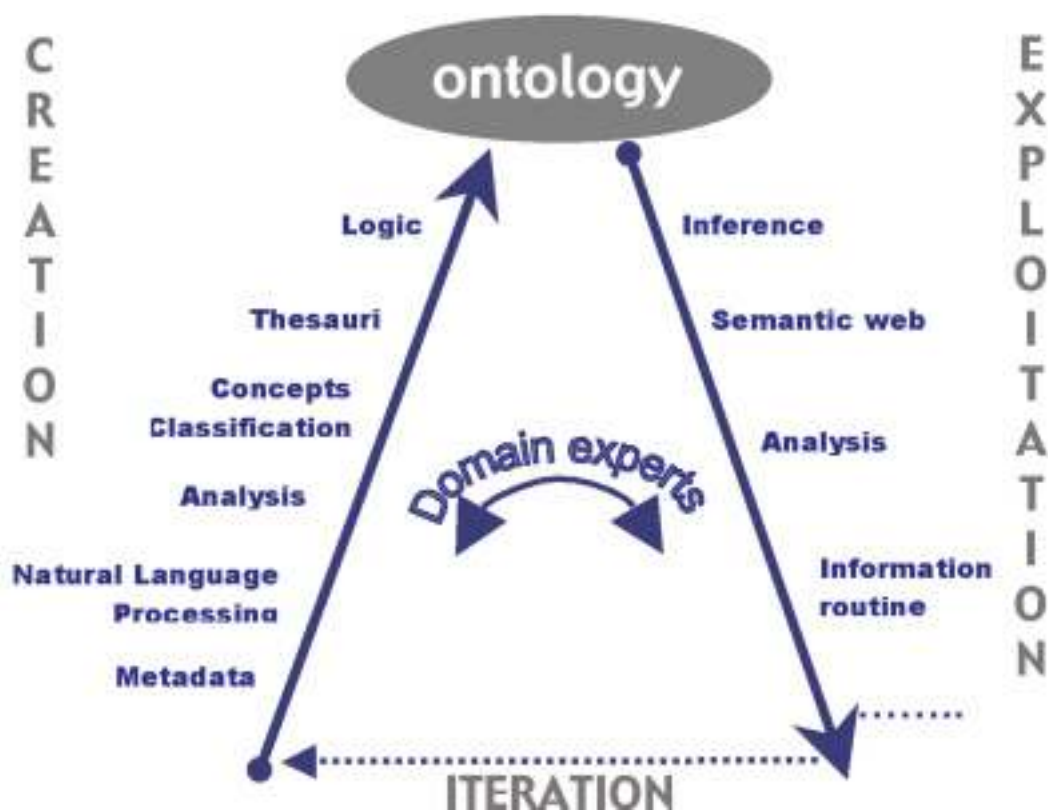 ontology
CREATION
EXPLOITATION
Logic
Thesauri
Concepts
Classification
Analysis
Natural Language
Processing
Metadata
Domain experts
Inference
Semantic web
Analysis
Information
routine
ITERATION